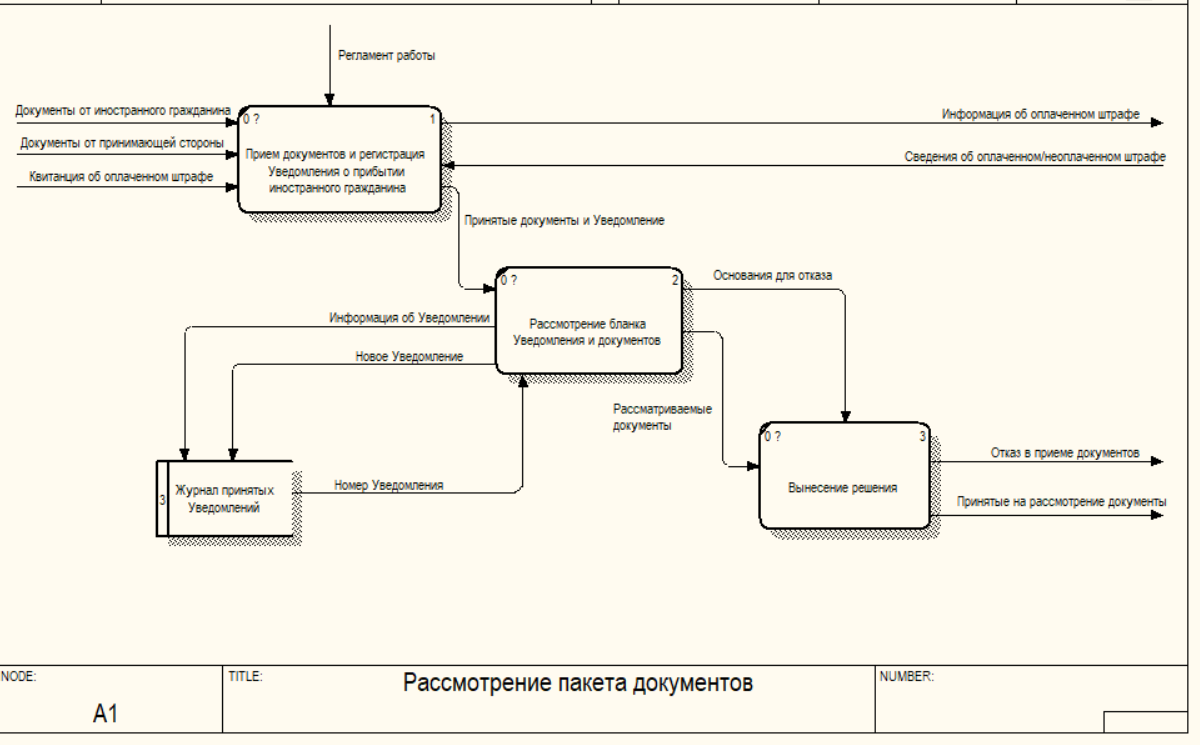 Регламент работы
Документы от иностранного гражданина
Документы от принимающей стороны
Квитанция об оплаченном штрафе
0 ?
1
Прием документов и регистрация
Уведомления о прибытии
иностранного гражданина
Информация об оплаченном штрафе
Сведения об оплаченном/неоплаченном штрафе
Принятые документы и Уведомление
0 ?
2
Рассмотрение бланка
Уведомления и документов
Основания для отказа
Информация об Уведомлении
Новое Уведомление
Рассматриваемые
документы
0 ?
3
Вынесение решения
Отказ в приеме документов
Принятые на рассмотрение документы
3
Журнал принятых
Уведомлений
Номер Уведомления
NODE:
A1
TITLE:
Рассмотрение пакета документов
NUMBER: